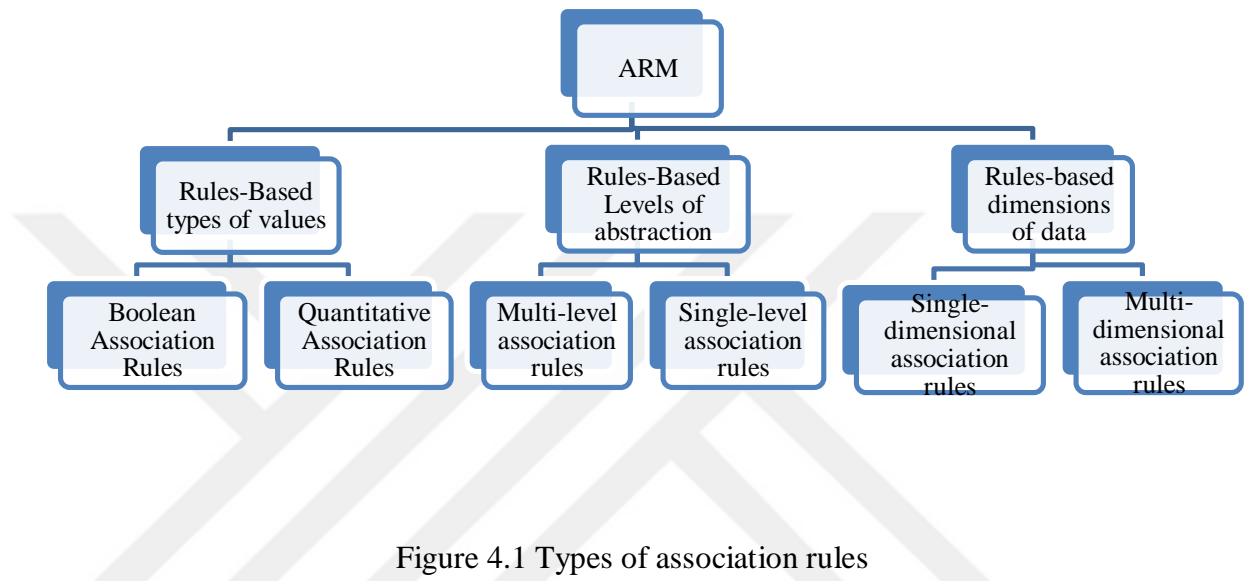 ARM
Rules-Based
types of values
Rules-Based
Levels of
abstraction
Rules-based
dimensions
of data
Boolean
Association
Rules
Quantitative
Association
Rules
Multi-level
association
rules
Single-level
association
rules
Single-
dimensional
association
rules
Multi-
dimensional
association
rules
Figure 4.1 Types of association rules